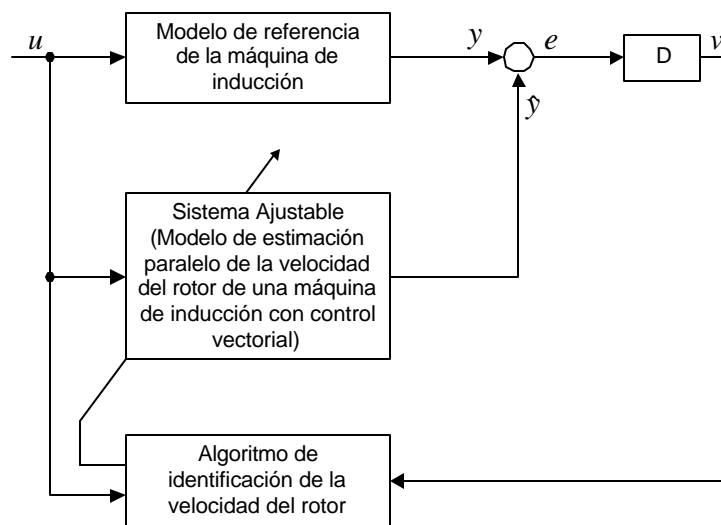 Modelo de referencia
de la máquina de
inducción
u
y
e
D
v
ŷ
Sistema Ajustable
(Modelo de estimación
paralelo de la velocidad
del rotor de una máquina
de inducción con control
vectorial)
Algoritmo de
identificación de la
velocidad del rotor